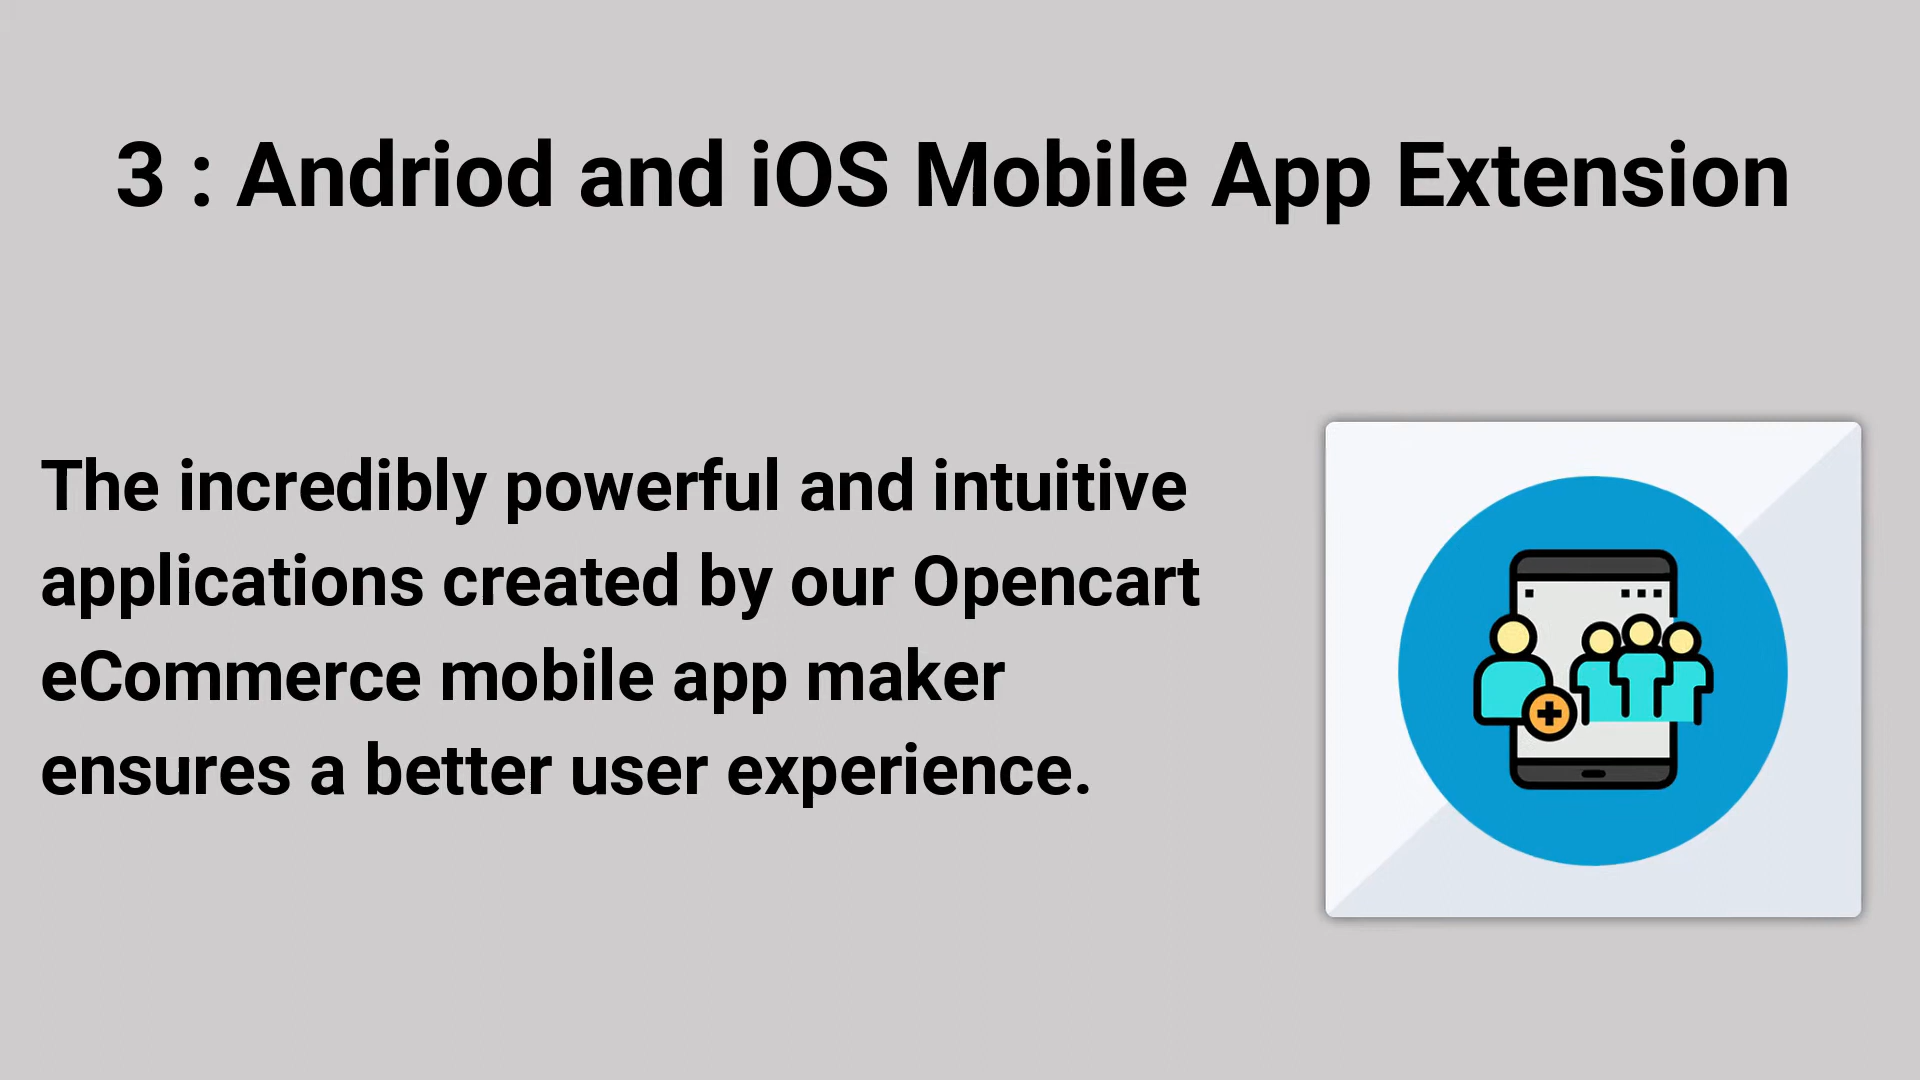 3 : Andriod and iOS Mobile App Extension
The incredibly powerful and intuitive
applications created by our Opencart
eCommerce mobile app maker
ensures a better user experience.